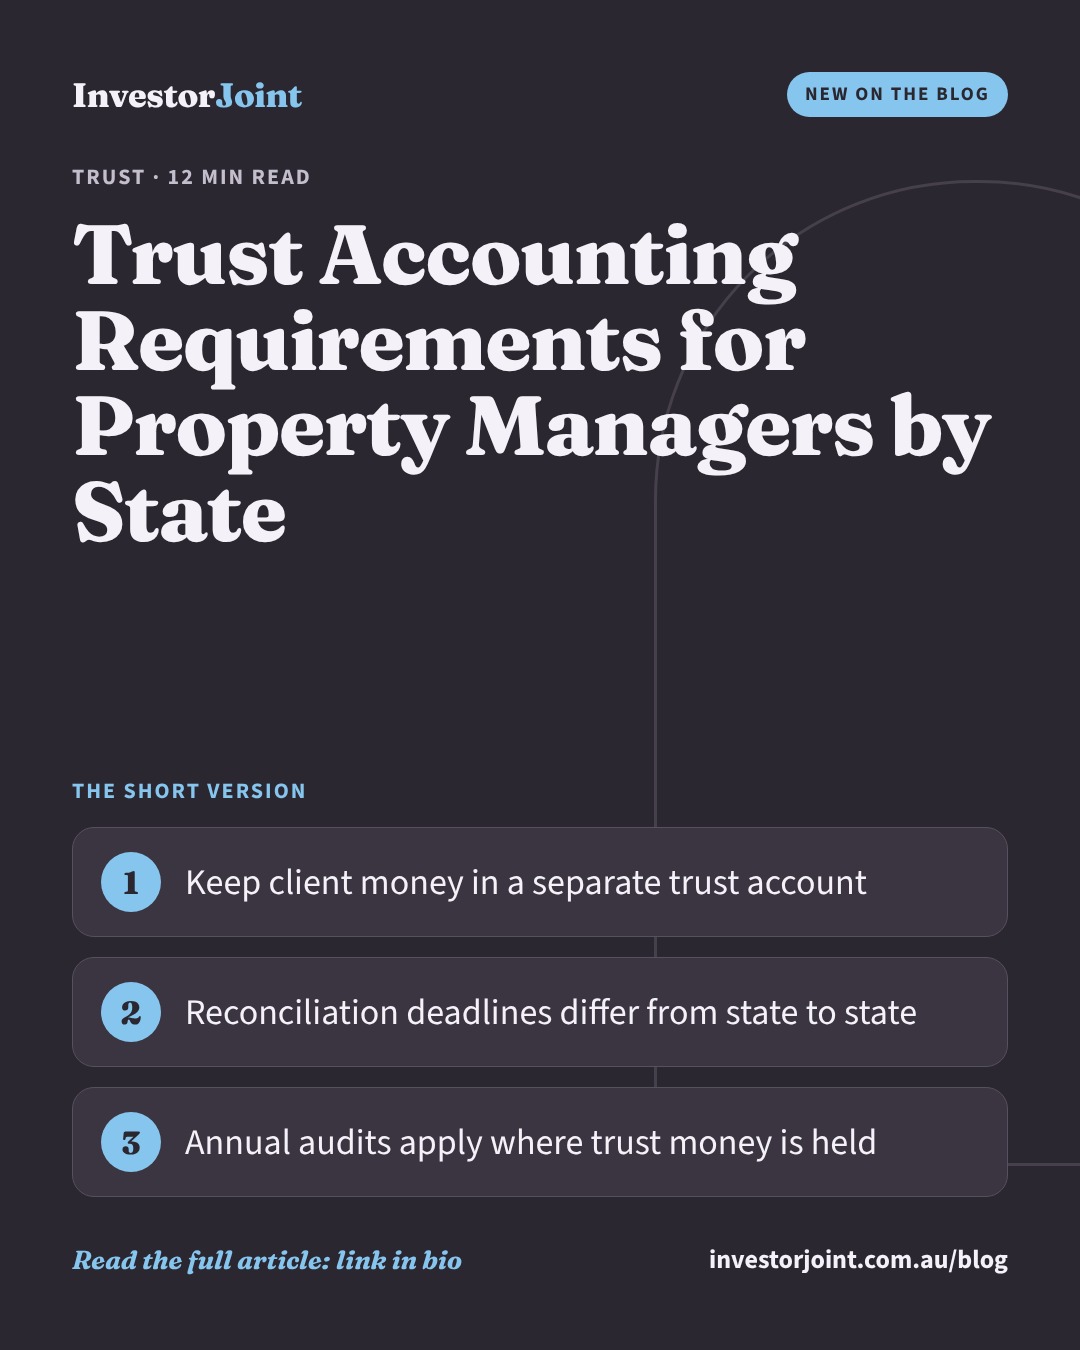 InvestorJoint
NEW ON THE BLOG
TRUST · 12 MIN READ
Trust Accounting
Requirements for
Property Managers by
State
THE SHORT VERSION
1 Keep client money in a separate trust account
2 Reconciliation deadlines differ from state to state
3 Annual audits apply where trust money is held
Read the full article: link in bio
investorjoint.com.au/blog